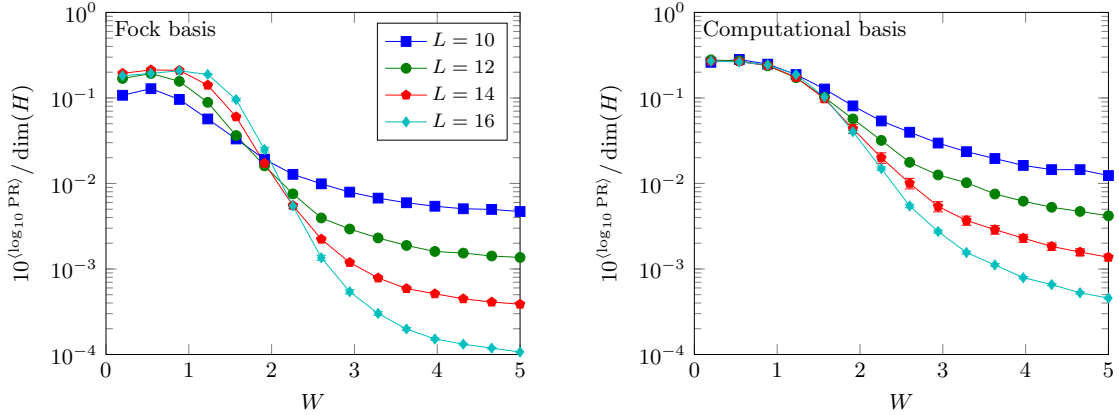 Fock basis
L = 10
L = 12
L = 14
L = 16
10^0
10^−1
10^−2
10^−3
10^−4
0 1 2 3 4 5
W
10^⟨log_10 PR⟩ / dim(H)
Computational basis
10^0
10^−1
10^−2
10^−3
10^−4
0 1 2 3 4 5
W
10^⟨log_10 PR⟩ / dim(H)